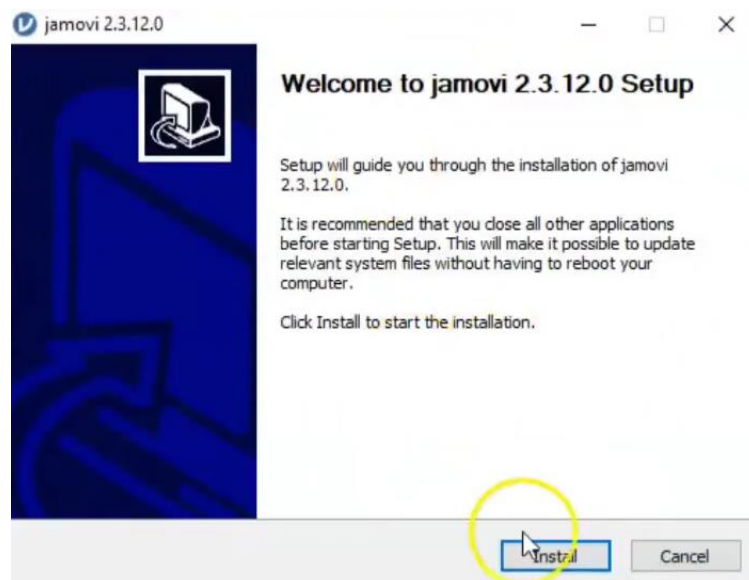 jamovi 2.3.12.0
Welcome to jamovi 2.3.12.0 Setup
Setup will guide you through the installation of jamovi
2.3.12.0.
It is recommended that you close all other applications
before starting Setup. This will make it possible to update
relevant system files without having to reboot your
computer.
Click Install to start the installation.
Install
Cancel